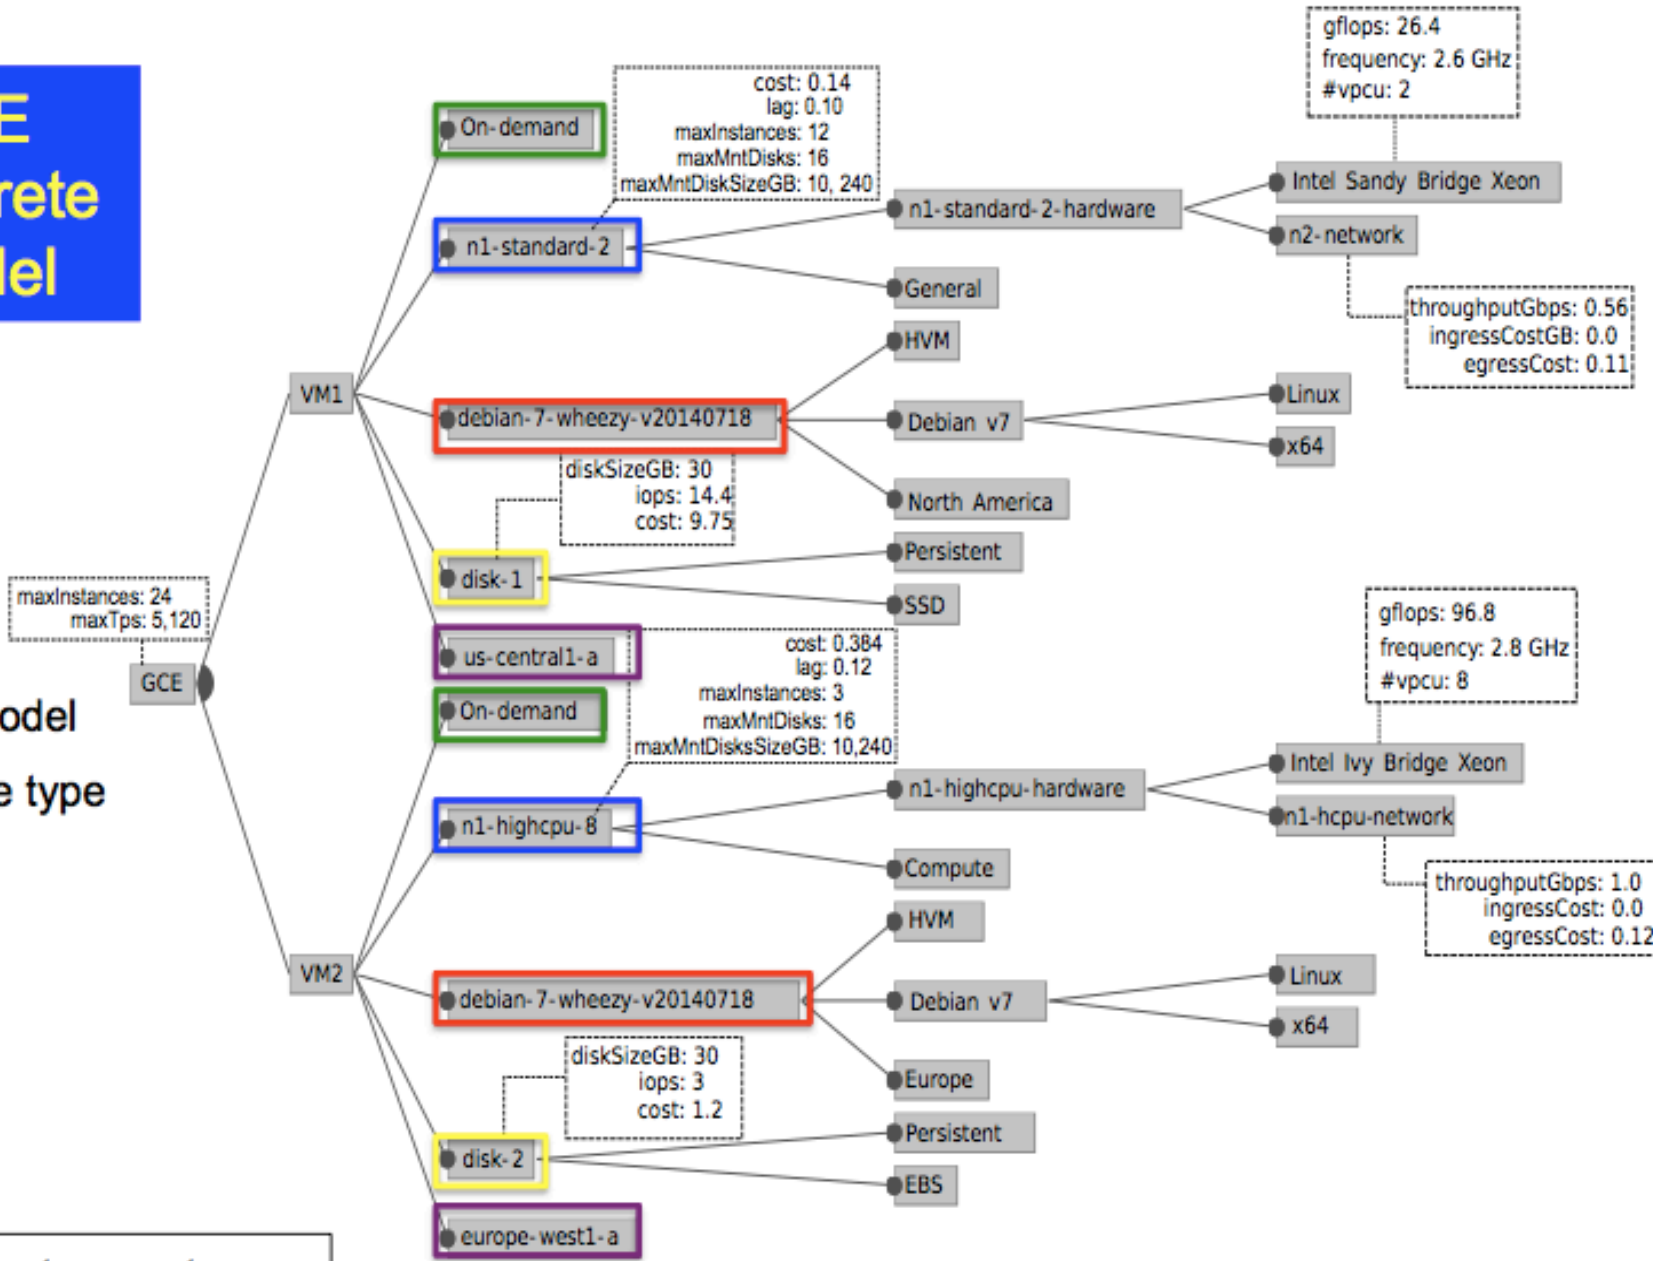 E
rete
del
odel
e type
maxInstances: 24
maxTps: 5,120
GCE
VM1
VM2
On-demand
cost: 0.14
lag: 0.10
maxInstances: 12
maxMntDisks: 16
maxMntDiskSizeGB: 10, 240
n1-standard-2
n1-standard-2-hardware
gflops: 26.4
frequency: 2.6 GHz
#vpcu: 2
Intel Sandy Bridge Xeon
n2-network
throughputGbps: 0.56
ingressCostGB: 0.0
egressCost: 0.11
General
debian-7-wheezy-v20140718
HVM
Debian v7
Linux
x64
North America
diskSizeGB: 30
iops: 14.4
cost: 9.75
disk-1
Persistent
SSD
us-central1-a
On-demand
cost: 0.384
lag: 0.12
maxInstances: 3
maxMntDisks: 16
maxMntDisksSizeGB: 10,240
n1-highcpu-8
n1-highcpu-hardware
gflops: 96.8
frequency: 2.8 GHz
#vpcu: 8
Intel Ivy Bridge Xeon
n1-hcpu-network
throughputGbps: 1.0
ingressCost: 0.0
egressCost: 0.12
Compute
debian-7-wheezy-v20140718
HVM
Debian v7
Linux
x64
Europe
diskSizeGB: 30
iops: 3
cost: 1.2
disk-2
Persistent
EBS
europe-west1-a